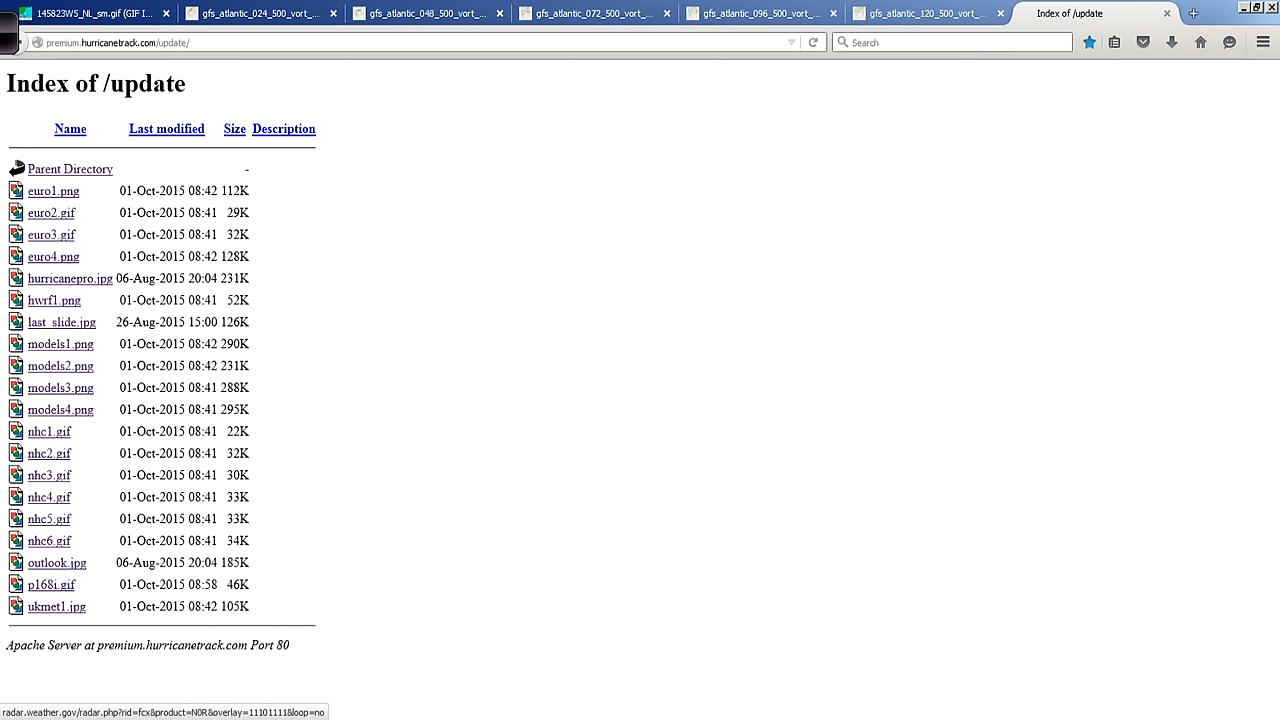 145823W5_NL_sm.gif (GIF I... × gfs_atlantic_024_500_vort_... × gfs_atlantic_048_500_vort_... × gfs_atlantic_072_500_vort_... × gfs_atlantic_096_500_vort_... × gfs_atlantic_120_500_vort_... × Index of /update ×
premium.hurricanetrack.com/update/ Search
Index of /update
Name Last modified Size Description
Parent Directory -
euro1.png 01-Oct-2015 08:42 112K
euro2.gif 01-Oct-2015 08:41 29K
euro3.gif 01-Oct-2015 08:41 32K
euro4.png 01-Oct-2015 08:42 128K
hurricanepro.jpg 06-Aug-2015 20:04 231K
hwrf1.png 01-Oct-2015 08:41 52K
last_slide.jpg 26-Aug-2015 15:00 126K
models1.png 01-Oct-2015 08:42 290K
models2.png 01-Oct-2015 08:42 231K
models3.png 01-Oct-2015 08:41 288K
models4.png 01-Oct-2015 08:41 295K
nhc1.gif 01-Oct-2015 08:41 22K
nhc2.gif 01-Oct-2015 08:41 32K
nhc3.gif 01-Oct-2015 08:41 30K
nhc4.gif 01-Oct-2015 08:41 33K
nhc5.gif 01-Oct-2015 08:41 33K
nhc6.gif 01-Oct-2015 08:41 34K
outlook.jpg 06-Aug-2015 20:04 185K
p168i.gif 01-Oct-2015 08:58 46K
ukmet1.jpg 01-Oct-2015 08:42 105K
Apache Server at premium.hurricanetrack.com Port 80
radar.weather.gov/radar.php?rid=fcx&product=N0R&overlay=11101111&loop=no